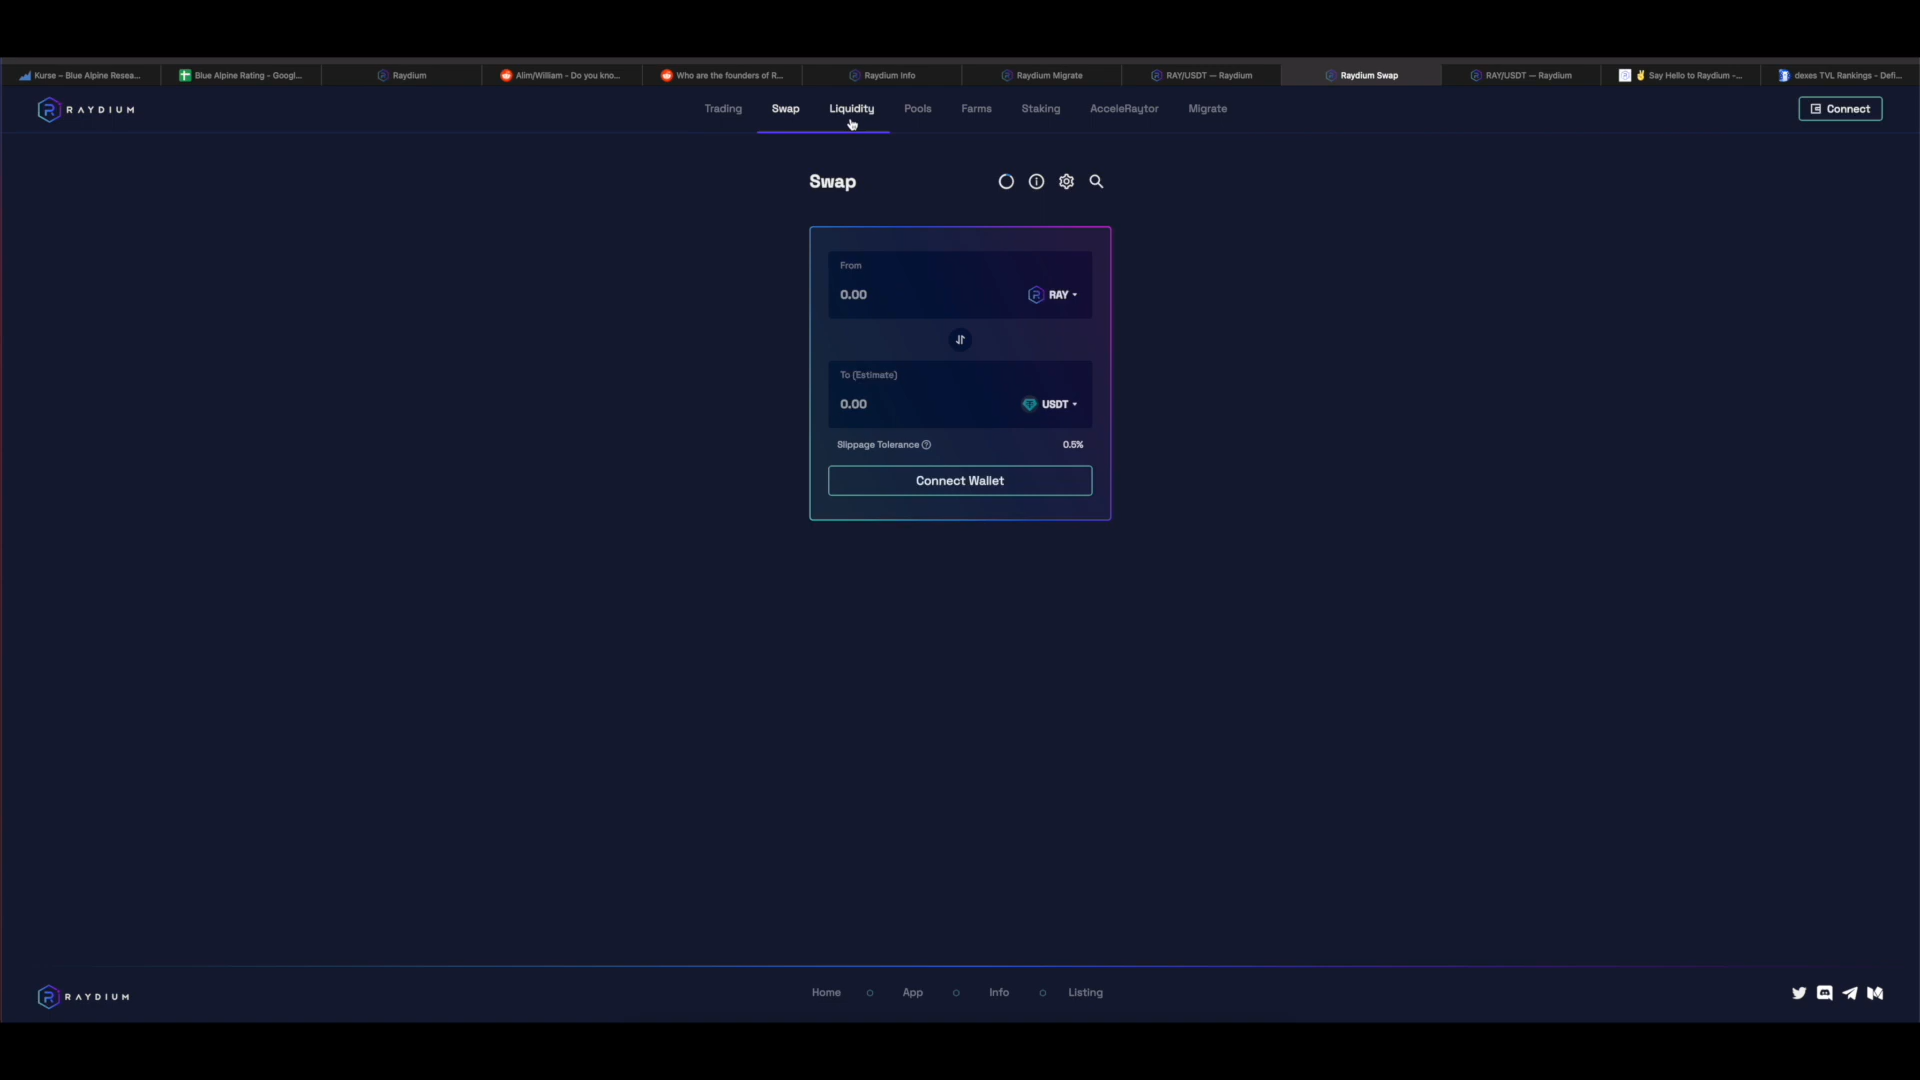 Kurse – Blue Alpine Resea...
Blue Alpine Rating - Googl...
Raydium
Alim/William - Do you kno...
Who are the founders of R...
Raydium Info
Raydium Migrate
RAY/USDT — Raydium
Raydium Swap
RAY/USDT — Raydium
Say Hello to Raydium -...
dexes TVL Rankings - Defi...
RAYDIUM
Trading
Swap
Liquidity
Pools
Farms
Staking
AcceleRaytor
Migrate
Connect
Swap
From
0.00
RAY
To (Estimate)
0.00
USDT
Slippage Tolerance
0.5%
Connect Wallet
RAYDIUM
Home
App
Info
Listing